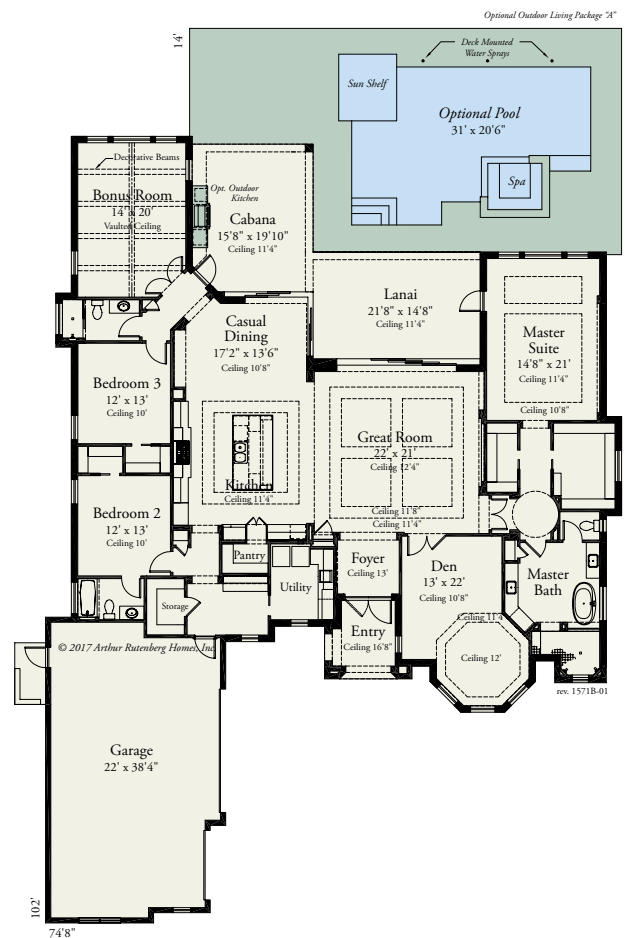 Optional Outdoor Living Package "A"
14'
Deck Mounted
Water Sprays
Sun Shelf
Optional Pool
31' x 20'6"
Spa
Decorative Beams
Bonus Room
14' x 20'
Vaulted Ceiling
Opt. Outdoor
Kitchen
Cabana
15'8" x 19'10"
Ceiling 11'4"
Lanai
21'8" x 14'8"
Ceiling 11'4"
Casual
Dining
17'2" x 13'6"
Ceiling 10'8"
Master
Suite
14'8" x 21'
Ceiling 11'4"
Ceiling 10'8"
Bedroom 3
12' x 13'
Ceiling 10'
Great Room
22' x 21'
Ceiling 12'4"
Ceiling 11'8"
Ceiling 11'4"
Kitchen
Ceiling 11'4"
Bedroom 2
12' x 13'
Ceiling 10'
Pantry
Utility
Foyer
Ceiling 13'
Den
13' x 22'
Ceiling 10'8"
Ceiling 11'4"
Ceiling 12'
Master
Bath
Storage
Entry
Ceiling 16'8"
© 2017 Arthur Rutenberg Homes, Inc.
rev. 1571B-01
Garage
22' x 38'4"
102'
74'8"